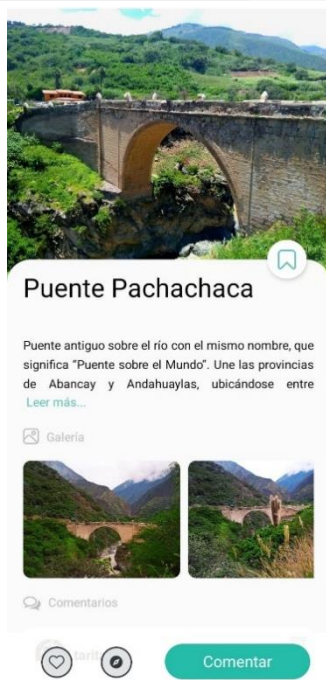 Puente Pachachaca
Puente antiguo sobre el río con el mismo nombre, que
significa “Puente sobre el Mundo”. Une las provincias
de Abancay y Andahuaylas, ubicándose entre
Leer más...
Galería
Comentarios
Comentar